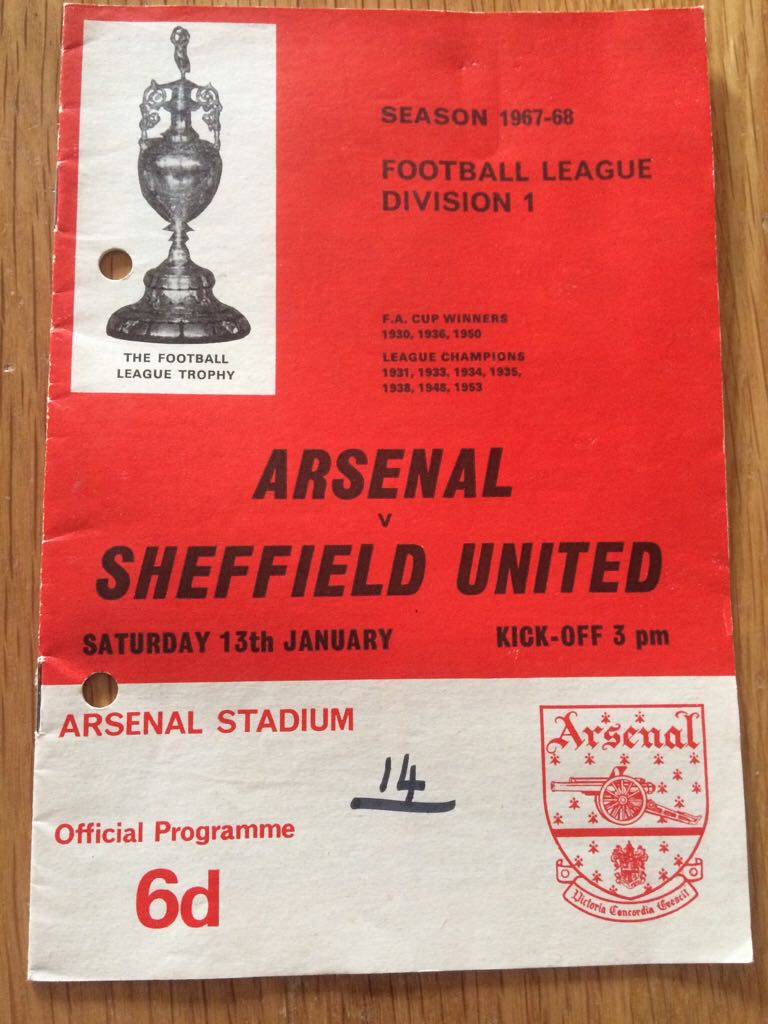 SEASON 1967-68
FOOTBALL LEAGUE
DIVISION 1
F.A. CUP WINNERS
1930, 1936, 1950
LEAGUE CHAMPIONS
1931, 1933, 1934, 1935,
1938, 1948, 1953
THE FOOTBALL
LEAGUE TROPHY
ARSENAL
v
SHEFFIELD UNITED
SATURDAY 13th JANUARY KICK-OFF 3 pm
ARSENAL STADIUM
14
Official Programme
6d
Arsenal
Victoria Concordia Crescit